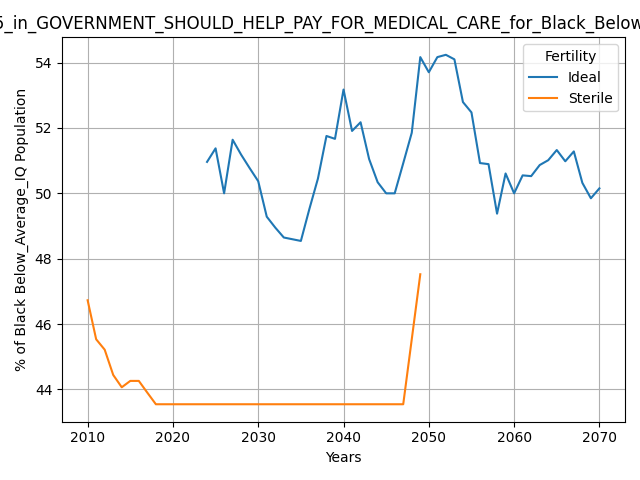 _in_GOVERNMENT_SHOULD_HELP_PAY_FOR_MEDICAL_CARE_for_Black_Below
% of Black Below_Average_IQ Population
54
52
50
48
46
44
Fertility
Ideal
Sterile
2010 2020 2030 2040 2050 2060 2070
Years